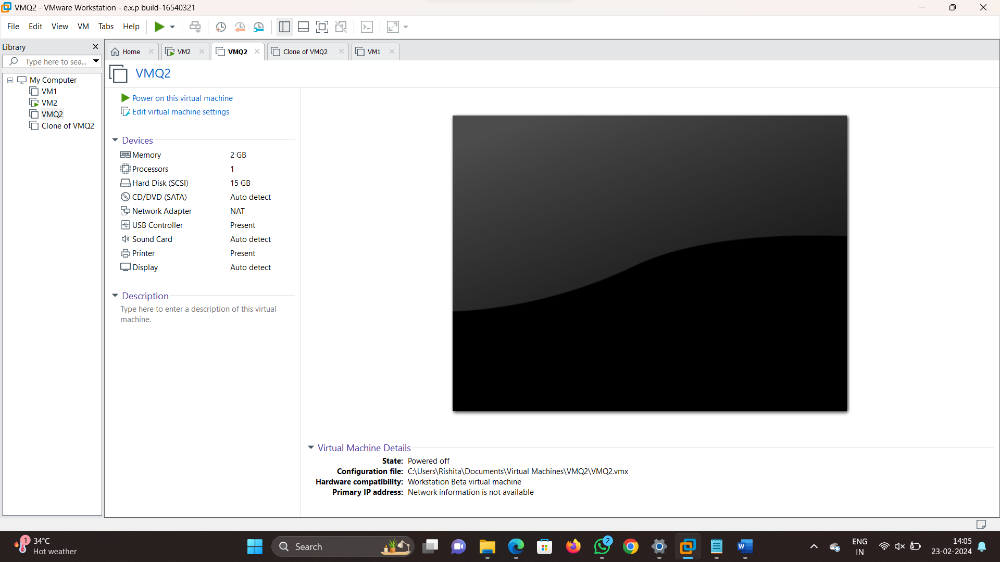 VMQ2 - VMware Workstation - e.x.p build-16540321
File Edit View VM Tabs Help
Library
Type here to sea...
My Computer
VM1
VM2
VMQ2
Clone of VMQ2
Home VM2 VMQ2 Clone of VMQ2 VM1
VMQ2
Power on this virtual machine
Edit virtual machine settings
Devices
Memory 2 GB
Processors 1
Hard Disk (SCSI) 15 GB
CD/DVD (SATA) Auto detect
Network Adapter NAT
USB Controller Present
Sound Card Auto detect
Printer Present
Display Auto detect
Description
Type here to enter a description of this virtual
machine.
Virtual Machine Details
State: Powered off
Configuration file: C:\Users\Rishita\Documents\Virtual Machines\VMQ2\VMQ2.vmx
Hardware compatibility: Workstation Beta virtual machine
Primary IP address: Network information is not available
1
34°C
Hot weather
Search
2
W
ENG
IN
14:05
23-02-2024